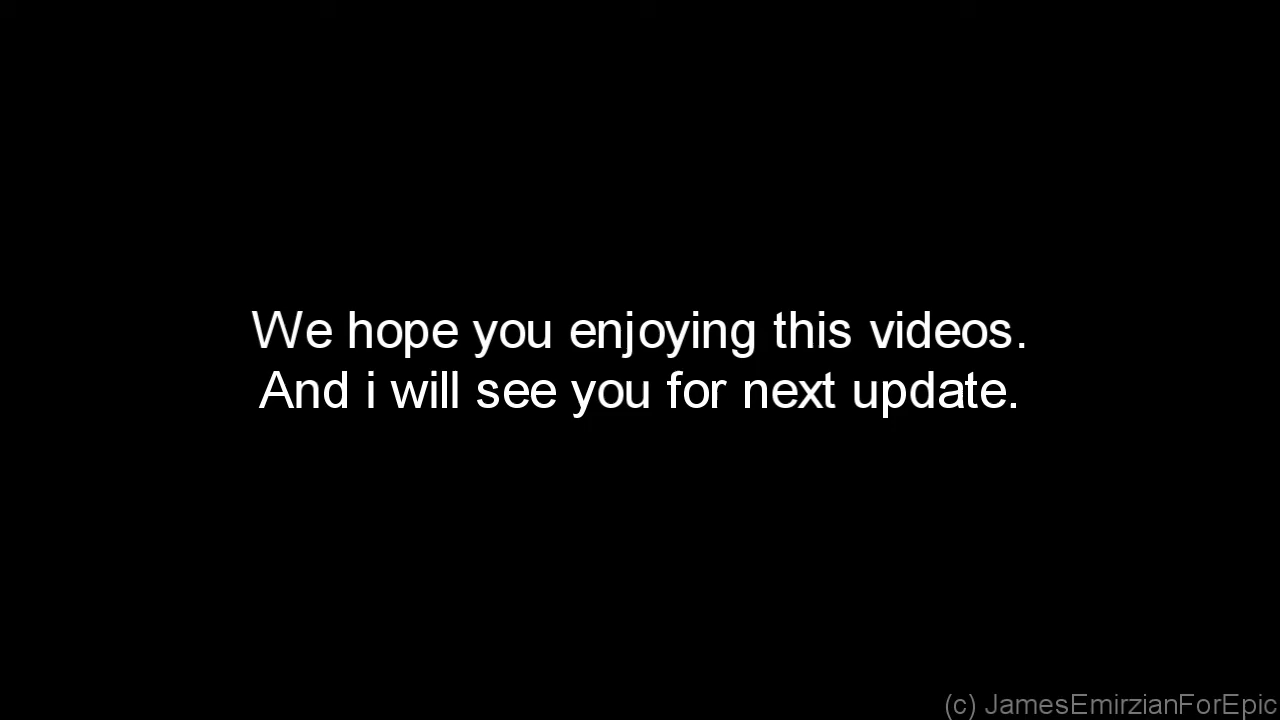 We hope you enjoying this videos.
And i will see you for next update.
(c) JamesEmirzianForEpic